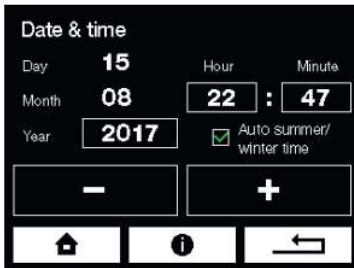 Date & time
Day 15 Hour Minute
Month 08 22 : 47
Year 2017 Auto summer/
winter time
- +
i